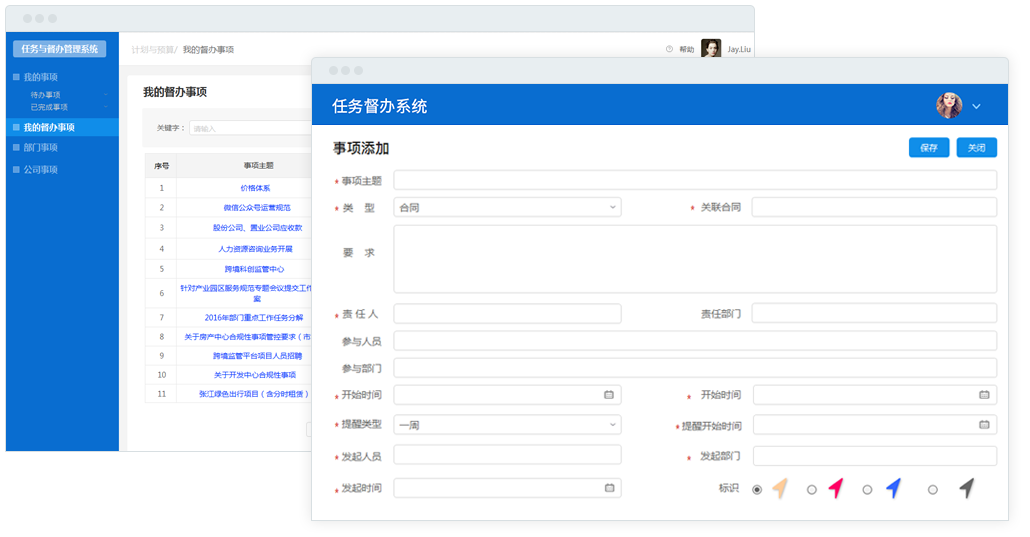 任务与督办管理系统
计划与预算/ 我的督办事项
帮助
Jay.Liu
我的事项
待办事项
已完成事项
我的督办事项
部门事项
公司事项
我的督办事项
关键字：
请输入
序号 事项主题
1 价格体系
2 微信公众号运营规范
3 股份公司、置业公司应收款
4 人力资源咨询业务开展
5 跨境科创监管中心
6 针对产业园区服务规范专题会议提交工作
案
7 2016年部门重点工作任务分解
8 关于房产中心合规性事项管控要求（市
9 跨境监管平台项目人员招聘
10 关于开发中心合规性事项
11 张江绿色出行项目（含分时租赁）
任务督办系统
事项添加
保存
关闭
* 事项主题
* 类 型 合同
* 关联合同
要 求
* 责 任 人
责任部门
参与人员
参与部门
* 开始时间
* 开始时间
* 提醒类型 一周
* 提醒开始时间
* 发起人员
* 发起部门
* 发起时间
标识